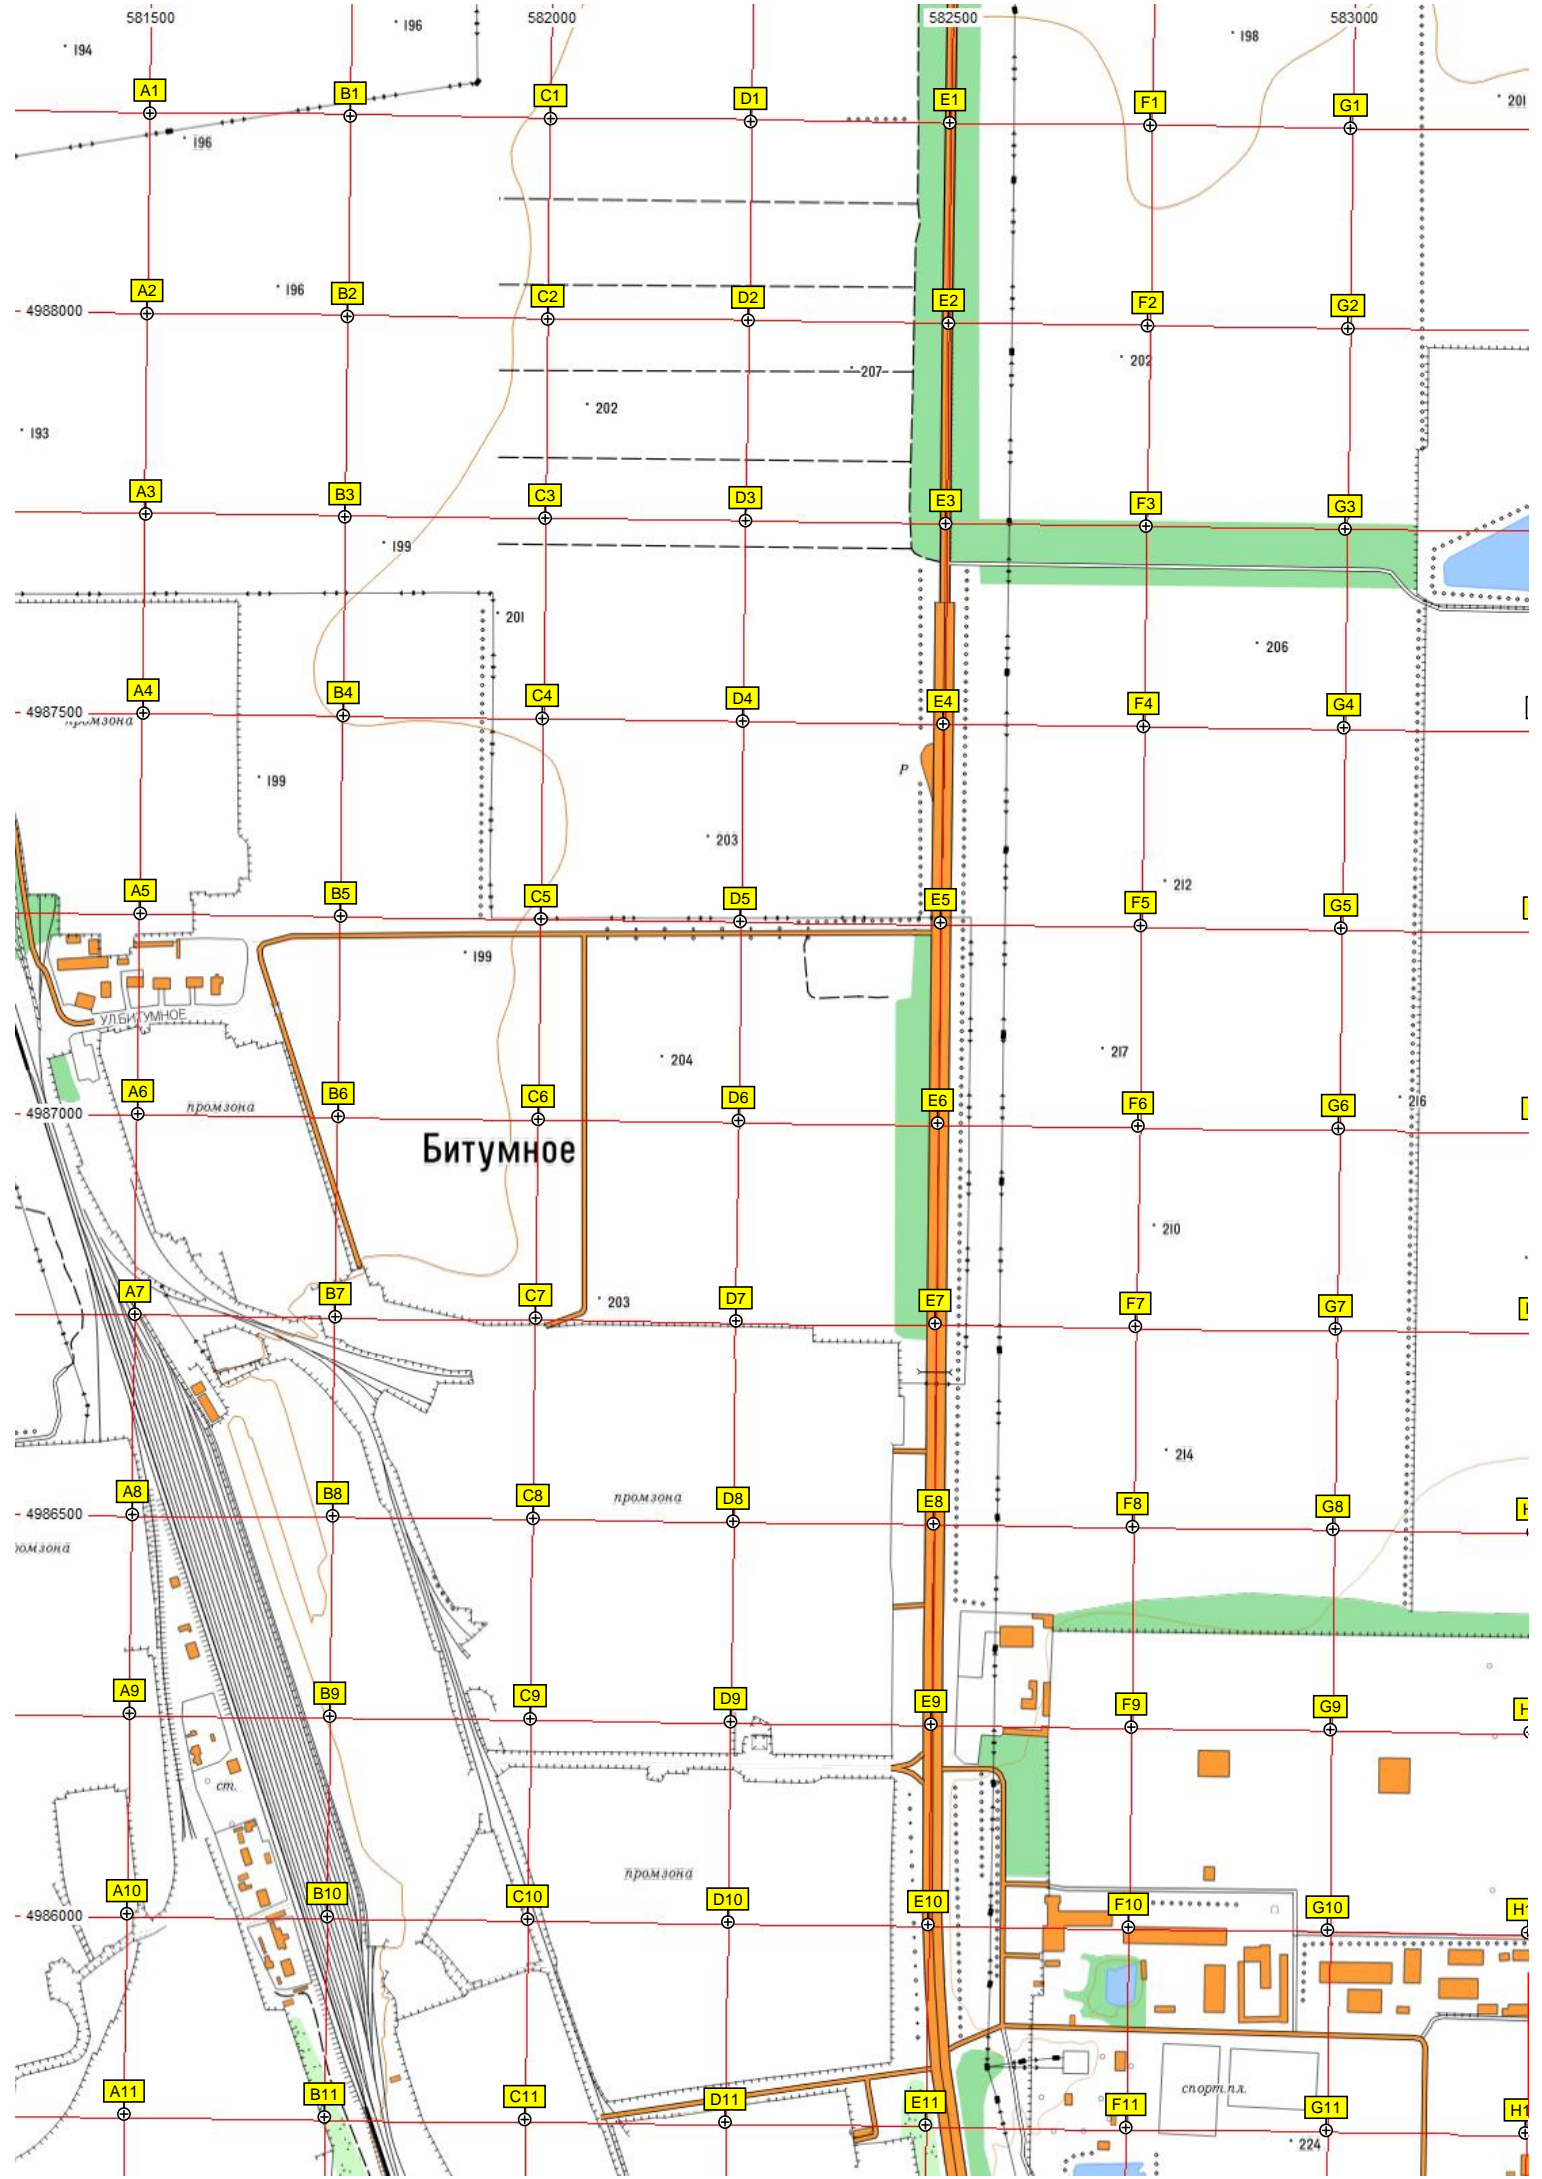 581500 582000 582500 583000
196 198
194
201
A1 B1 C1 D1 E1 F1 G1
196
196
A2 B2 C2 D2 E2 F2 G2
4988000
202
207
202
193
A3 B3 C3 D3 E3 F3 G3
199
201
206
A4 B4 C4 D4 E4 F4 G4
4987500
промзона
P
199
203
212
A5 B5 C5 D5 E5 F5 G5
199
УЛ.БИТУМНОЕ
217
204
A6 B6 C6 D6 E6 F6 G6
216
промзона
4987000
Битумное
210
A7 B7 C7 D7 E7 F7 G7
203
214
A8 B8 C8 D8 E8 F8 G8
промзона
4986500
ромзона
A9 B9 C9 D9 E9 F9 G9 H
ст.
промзона
A10 B10 C10 D10 E10 F10 G10 H1
4986000
спорт.пл.
A11 B11 C11 D11 E11 F11 G11 H1
224